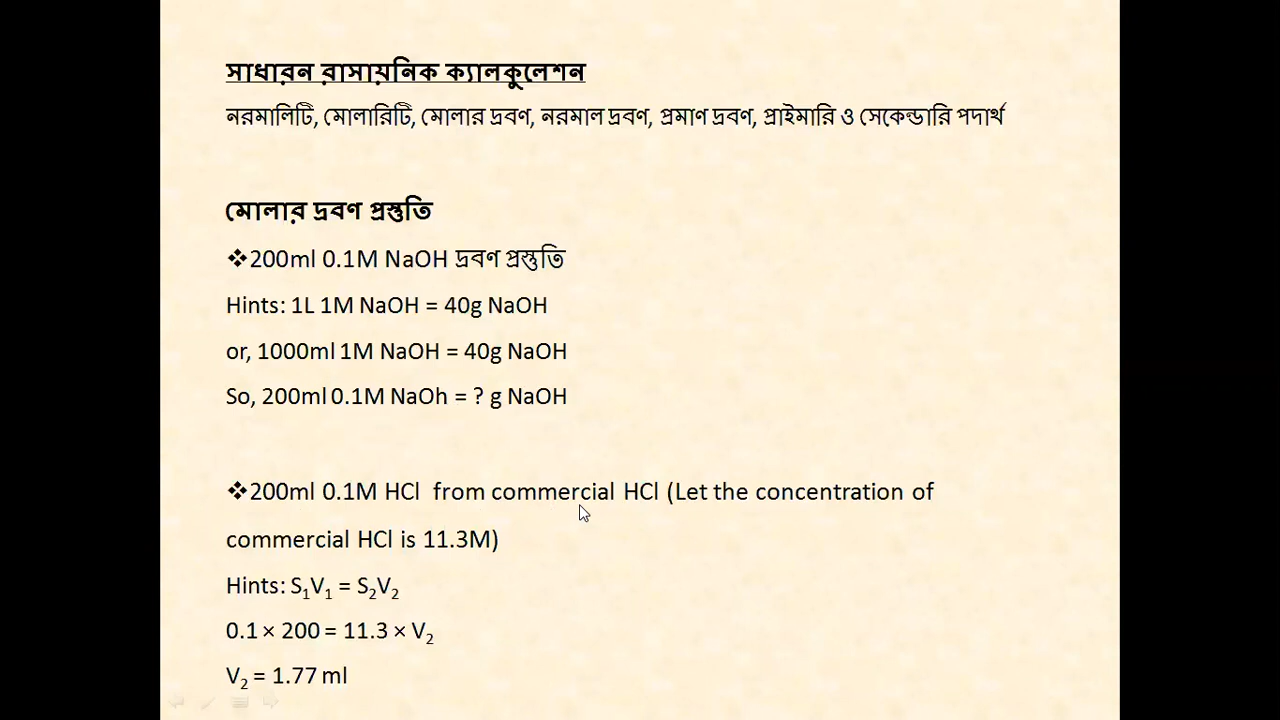 সাধারন রাসায়নিক ক্যালকুলেশন
নরমালিটি, মোলারিটি, মোলার দ্রবণ, নরমাল দ্রবণ, প্রমাণ দ্রবণ, প্রাইমারি ও সেকেন্ডারি পদার্থ
মোলার দ্রবণ প্রস্তুতি
❖200ml 0.1M NaOH দ্রবণ প্রস্তুতি
Hints: 1L 1M NaOH = 40g NaOH
or, 1000ml 1M NaOH = 40g NaOH
So, 200ml 0.1M NaOh = ? g NaOH
❖200ml 0.1M HCl from commercial HCl (Let the concentration of
commercial HCl is 11.3M)
Hints: S₁V₁ = S₂V₂
0.1 × 200 = 11.3 × V₂
V₂ = 1.77 ml